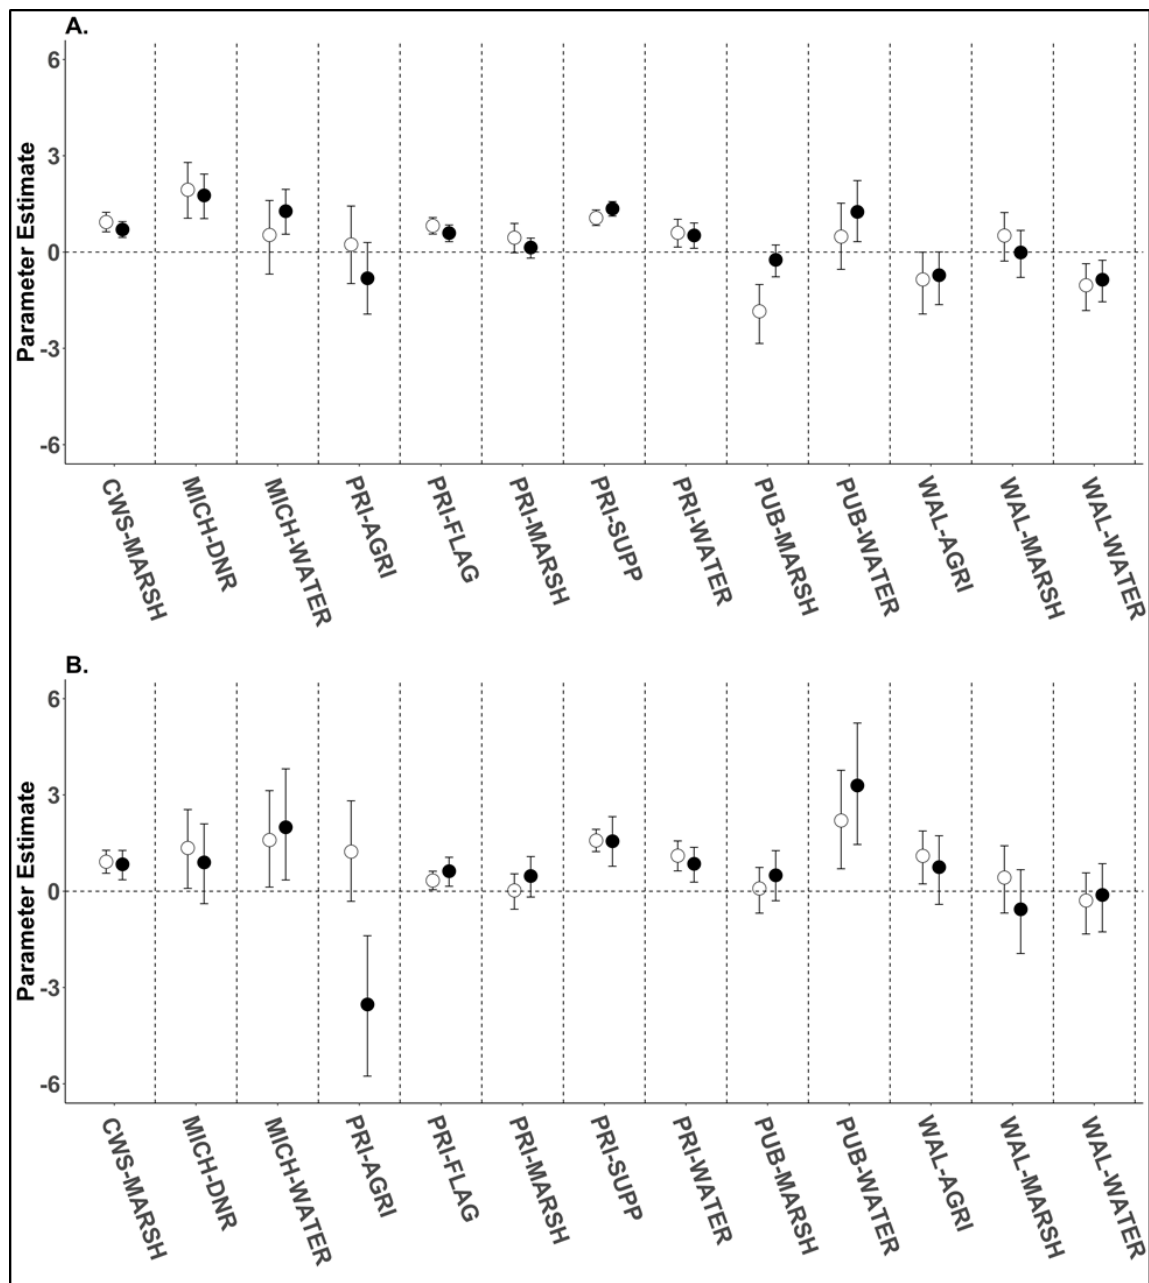 A.
Parameter Estimate
6
3
0
-3
-6
CWS-MARSH
MICH-DNR
MICH-WATER
PRI-AGRI
PRI-FLAG
PRI-MARSH
PRI-SUPP
PRI-WATER
PUB-MARSH
PUB-WATER
WAL-AGRI
WAL-MARSH
WAL-WATER
B.
Parameter Estimate
6
3
0
-3
-6
CWS-MARSH
MICH-DNR
MICH-WATER
PRI-AGRI
PRI-FLAG
PRI-MARSH
PRI-SUPP
PRI-WATER
PUB-MARSH
PUB-WATER
WAL-AGRI
WAL-MARSH
WAL-WATER